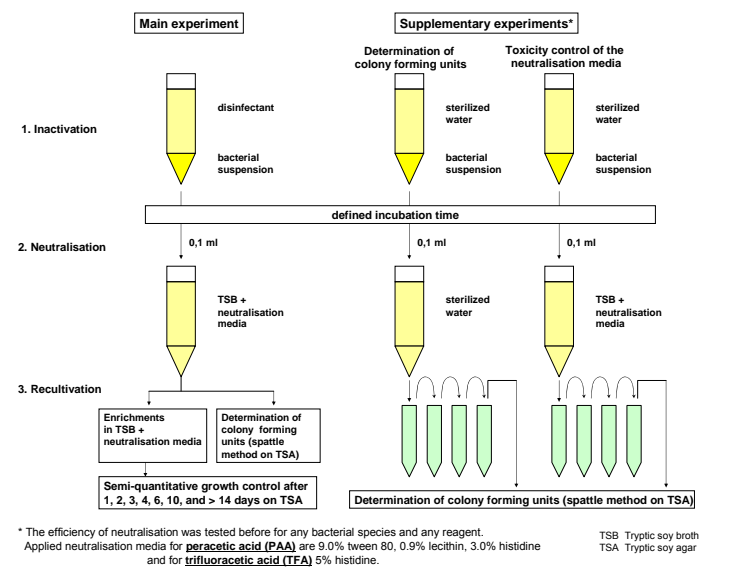 Main experiment
Supplementary experiments*
Determination of
colony forming units
Toxicity control of the
neutralisation media
1. Inactivation
disinfectant
bacterial
suspension
sterilized
water
bacterial
suspension
sterilized
water
bacterial
suspension
defined incubation time
2. Neutralisation
0,1 ml
0,1 ml
0,1 ml
TSB +
neutralisation
media
sterilized
water
TSB +
neutralisation
media
3. Recultivation
Enrichments
in TSB +
neutralisation media
Determination of
colony forming
units (spattle
method on TSA)
Semi-quantitative growth control after
1, 2, 3, 4, 6, 10, and > 14 days on TSA
Determination of colony forming units (spattle method on TSA)
* The efficiency of neutralisation was tested before for any bacterial species and any reagent.
Applied neutralisation media for peracetic acid (PAA) are 9.0% tween 80, 0.9% lecithin, 3.0% histidine
and for trifluoracetic acid (TFA) 5% histidine.
TSB Tryptic soy broth
TSA Tryptic soy agar